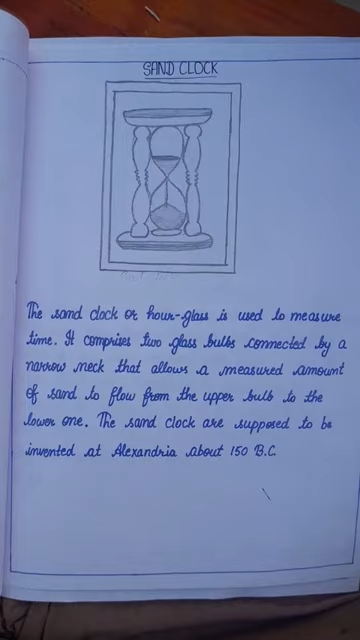 SAND CLOCK
The sand clock or hour-glass is used to measure
time. It comprises two glass bulbs connected by a
narrow neck that allows a measured amount
of sand to flow from the upper bulb to the
lower one. The sand clock are supposed to be
invented at Alexandria about 150 B.C.